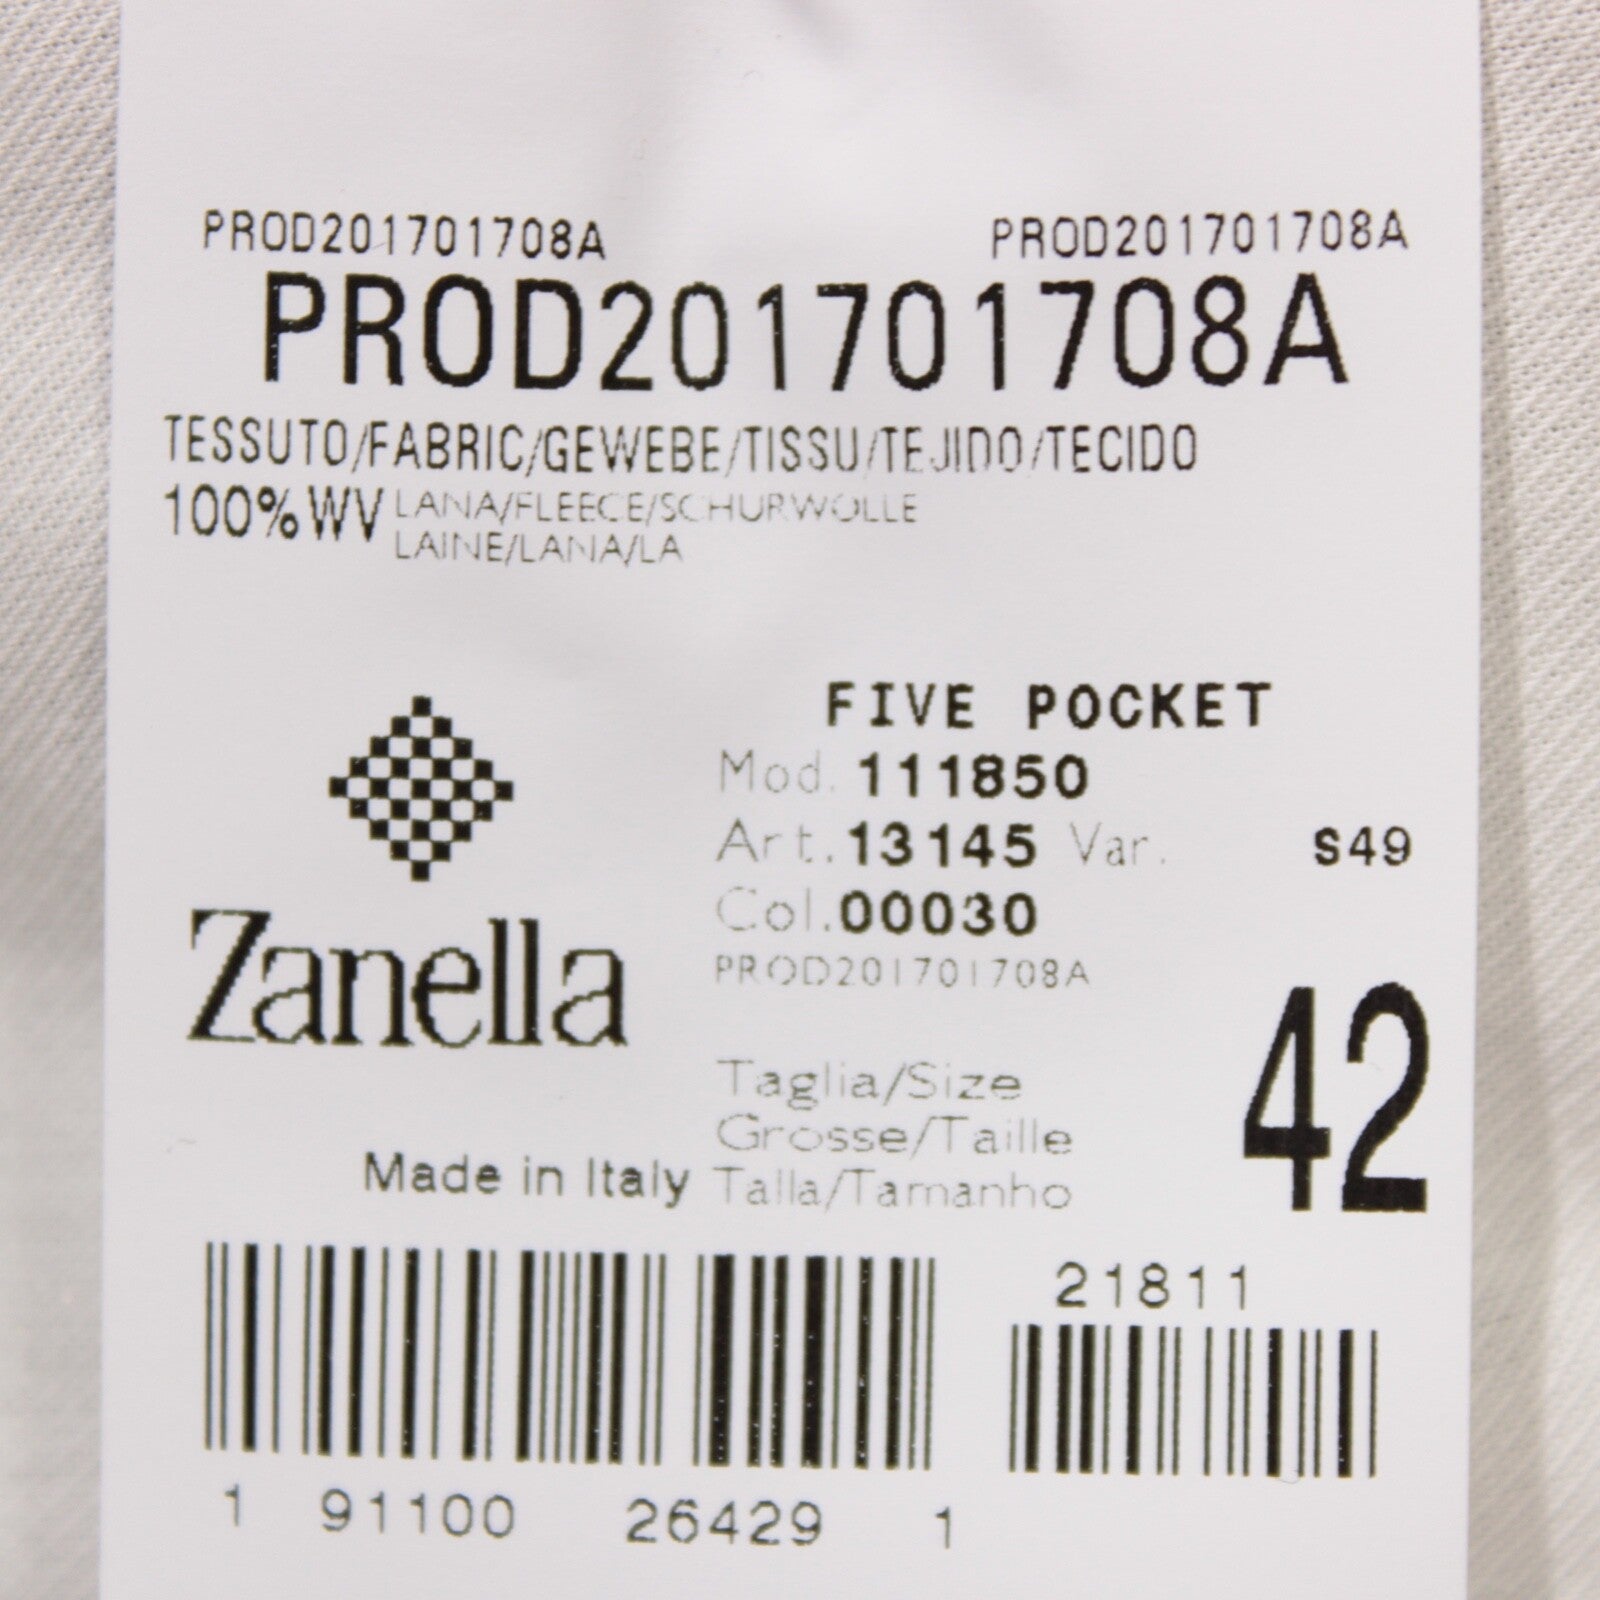 PROD201701708A PROD201701708A
PROD201701708A
TESSUTO/FABRIC/GEWEBE/TISSU/TEJIDO/TECIDO
100%WV LANA/FLEECE/SCHURWOLLE
LAINE/LANA/LA
FIVE POCKET
Mod. 111850
Art. 13145 Var. S49
Col. 00030
PROD201701708A
Zanella
42
Taglia/Size
Grosse/Taille
Made in Italy Talla/Tamanho
21811
1 91100 26429 1